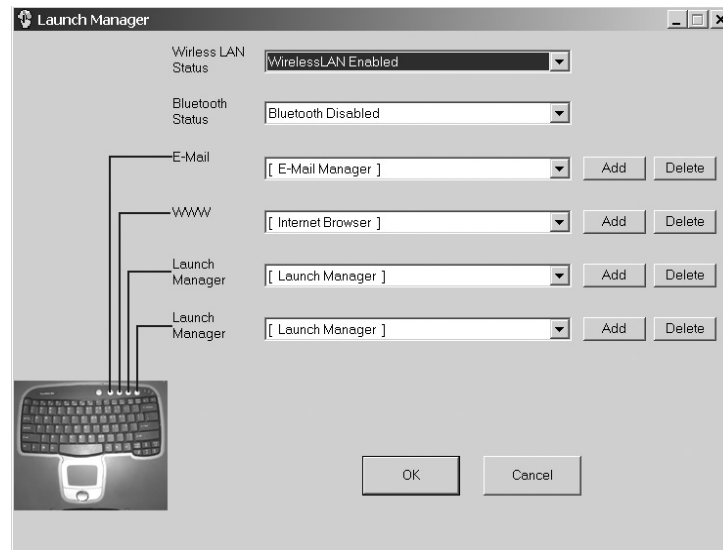 Launch Manager
Wirless LAN
Status
WirelessLAN Enabled
Bluetooth
Status
Bluetooth Disabled
E-Mail
[ E-Mail Manager ]
Add
Delete
WWW
[ Internet Browser ]
Add
Delete
Launch
Manager
[ Launch Manager ]
Add
Delete
Launch
Manager
[ Launch Manager ]
Add
Delete
OK
Cancel